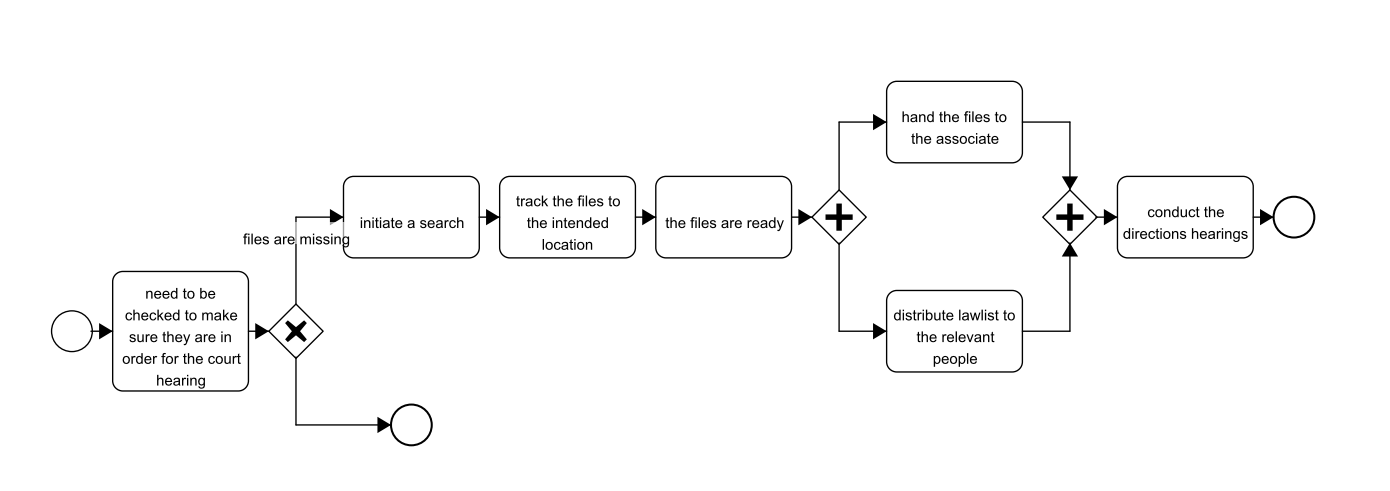 need to be
checked to make
sure they are in
order for the court
hearing
files are missing
initiate a search
track the files to
the intended
location
the files are ready
hand the files to
the associate
distribute lawlist to
the relevant
people
conduct the
directions hearings